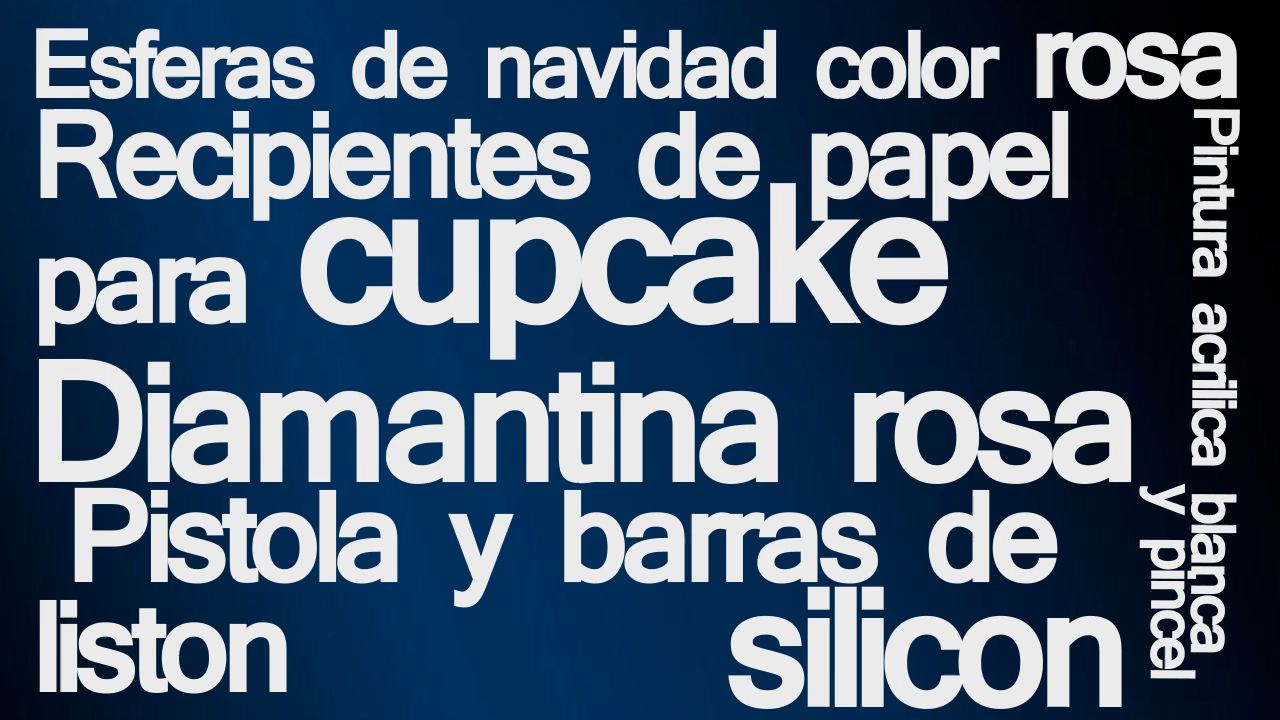 Esferas de navidad color rosa
Recipientes de papel
para cupcake
Diamantina rosa
Pistola y barras de
silicon
liston
Pintura acrilica blanca
y pincel